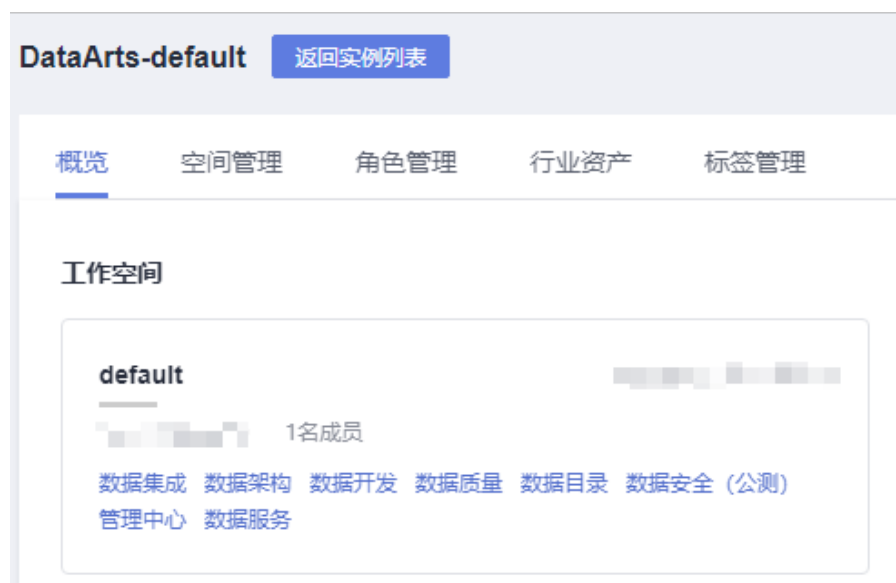 DataArts-default 返回实例列表
概览 空间管理 角色管理 行业资产 标签管理
工作空间
default
1名成员
数据集成 数据架构 数据开发 数据质量 数据目录 数据安全（公测）
管理中心 数据服务